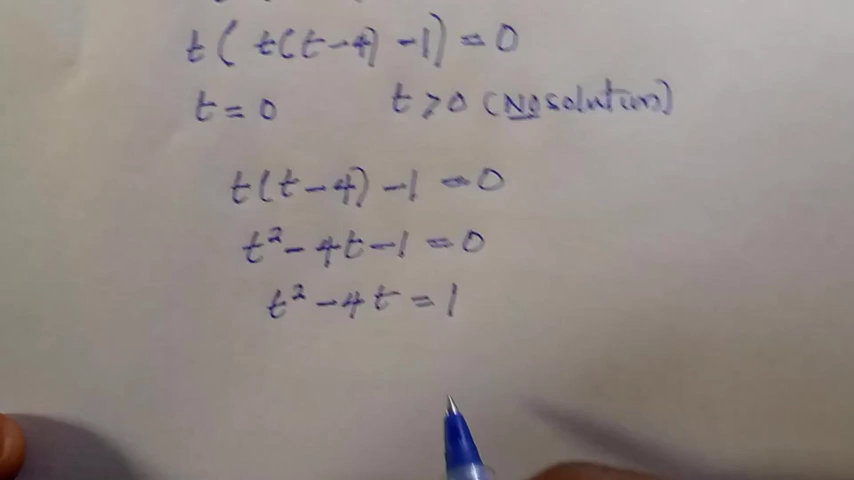 t( t(t-4) -1) = 0
t = 0 t > 0 (No solution)
t(t-4) -1 = 0
t² - 4t - 1 = 0
t² - 4t = 1